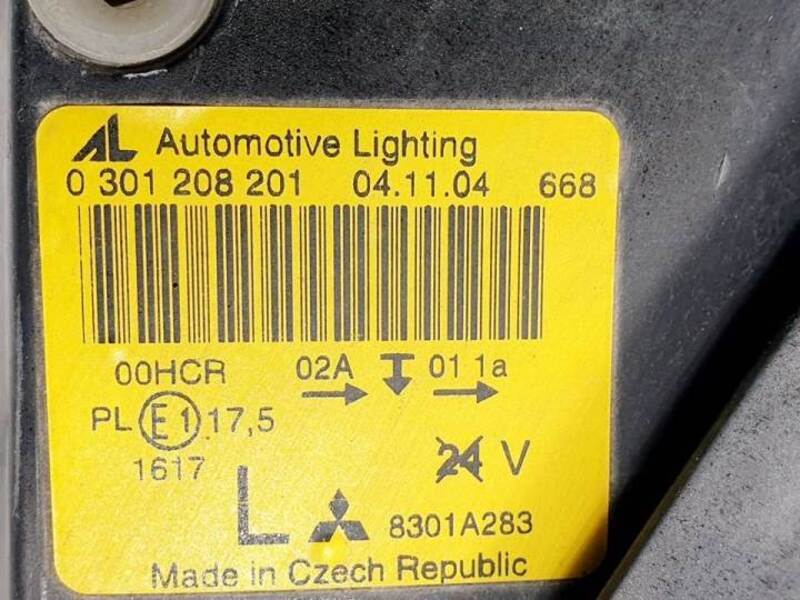 AL Automotive Lighting
0 301 208 201 04.11.04 668
00HCR 02A 01 1a
PL E1 17,5
1617 24 V
L 8301A283
Made in Czech Republic